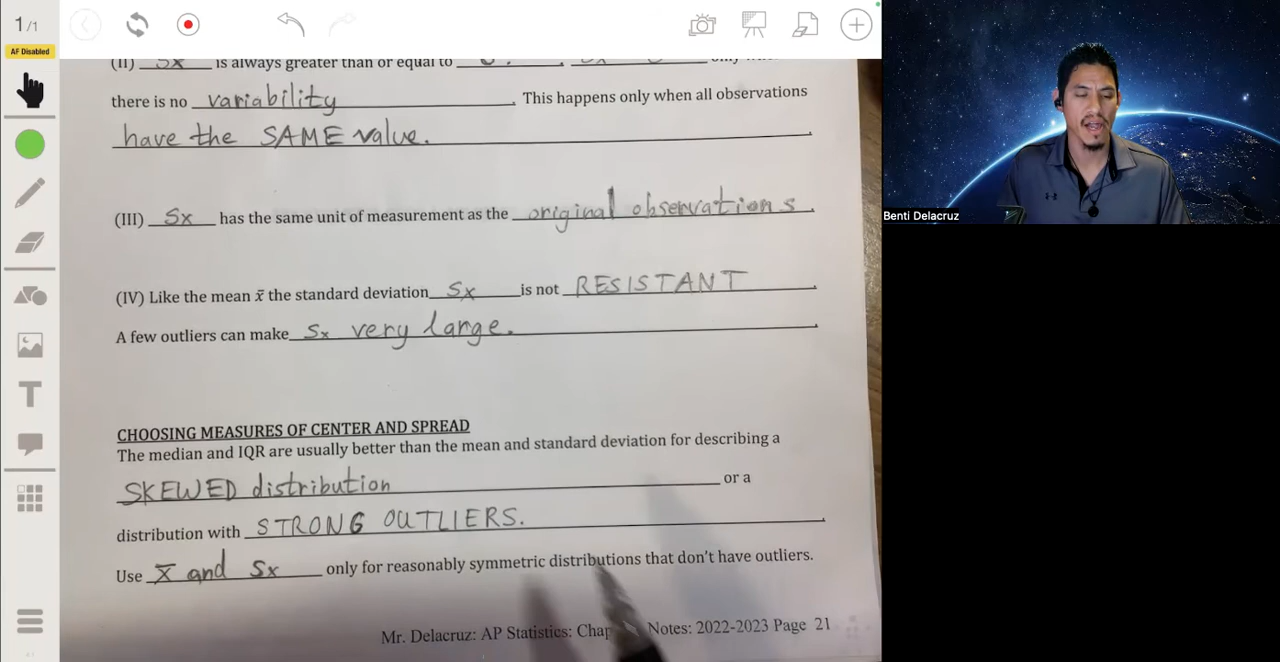 1/1
AF Disabled
(II) Sx is always greater than or equal to
there is no variability. This happens only when all observations
have the SAME value.
(III) Sx has the same unit of measurement as the original observations.
(IV) Like the mean x̄ the standard deviation Sx is not RESISTANT
A few outliers can make Sx very large.
CHOOSING MEASURES OF CENTER AND SPREAD
The median and IQR are usually better than the mean and standard deviation for describing a
SKEWED distribution or a
distribution with STRONG OUTLIERS.
Use x̄ and Sx only for reasonably symmetric distributions that don't have outliers.
Mr. Delacruz: AP Statistics: Notes: 2022-2023 Page 21
T
Benti Delacruz